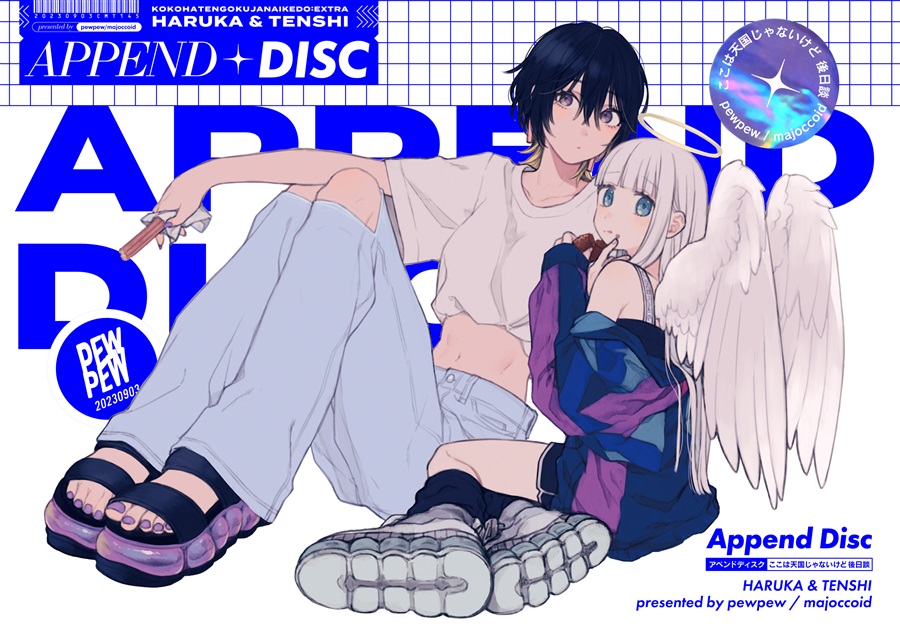 20230903CMT145
presented by pewpew/majoccoid
KOKOHATENGOKUJANAIKEDO:EXTRA
HARUKA & TENSHI
APPEND DISC
ここは天国じゃないけど 後日談
pewpew / majoccoid
APPEND
DI
PEW
PEW
20230903
Append Disc
アペンドディスク ここは天国じゃないけど 後日談
HARUKA & TENSHI
presented by pewpew / majoccoid